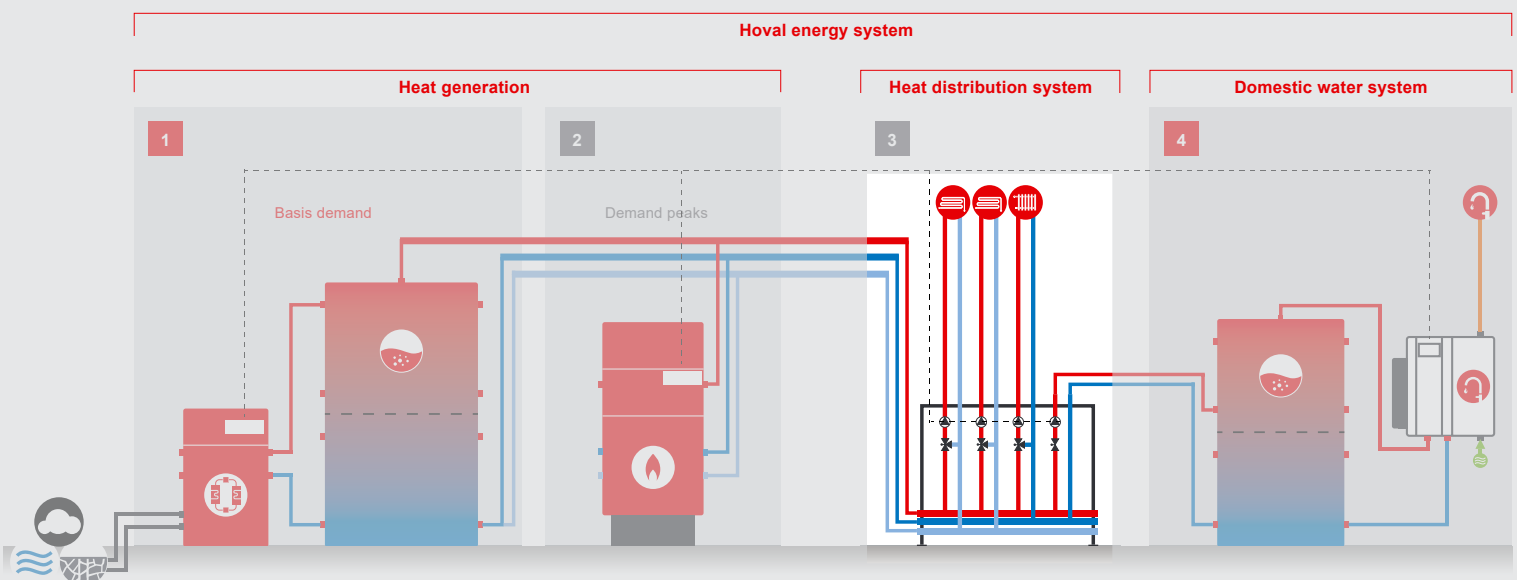 Hoval energy system
Heat generation
Heat distribution system
Domestic water system
1
2
3
4
Basis demand
Demand peaks